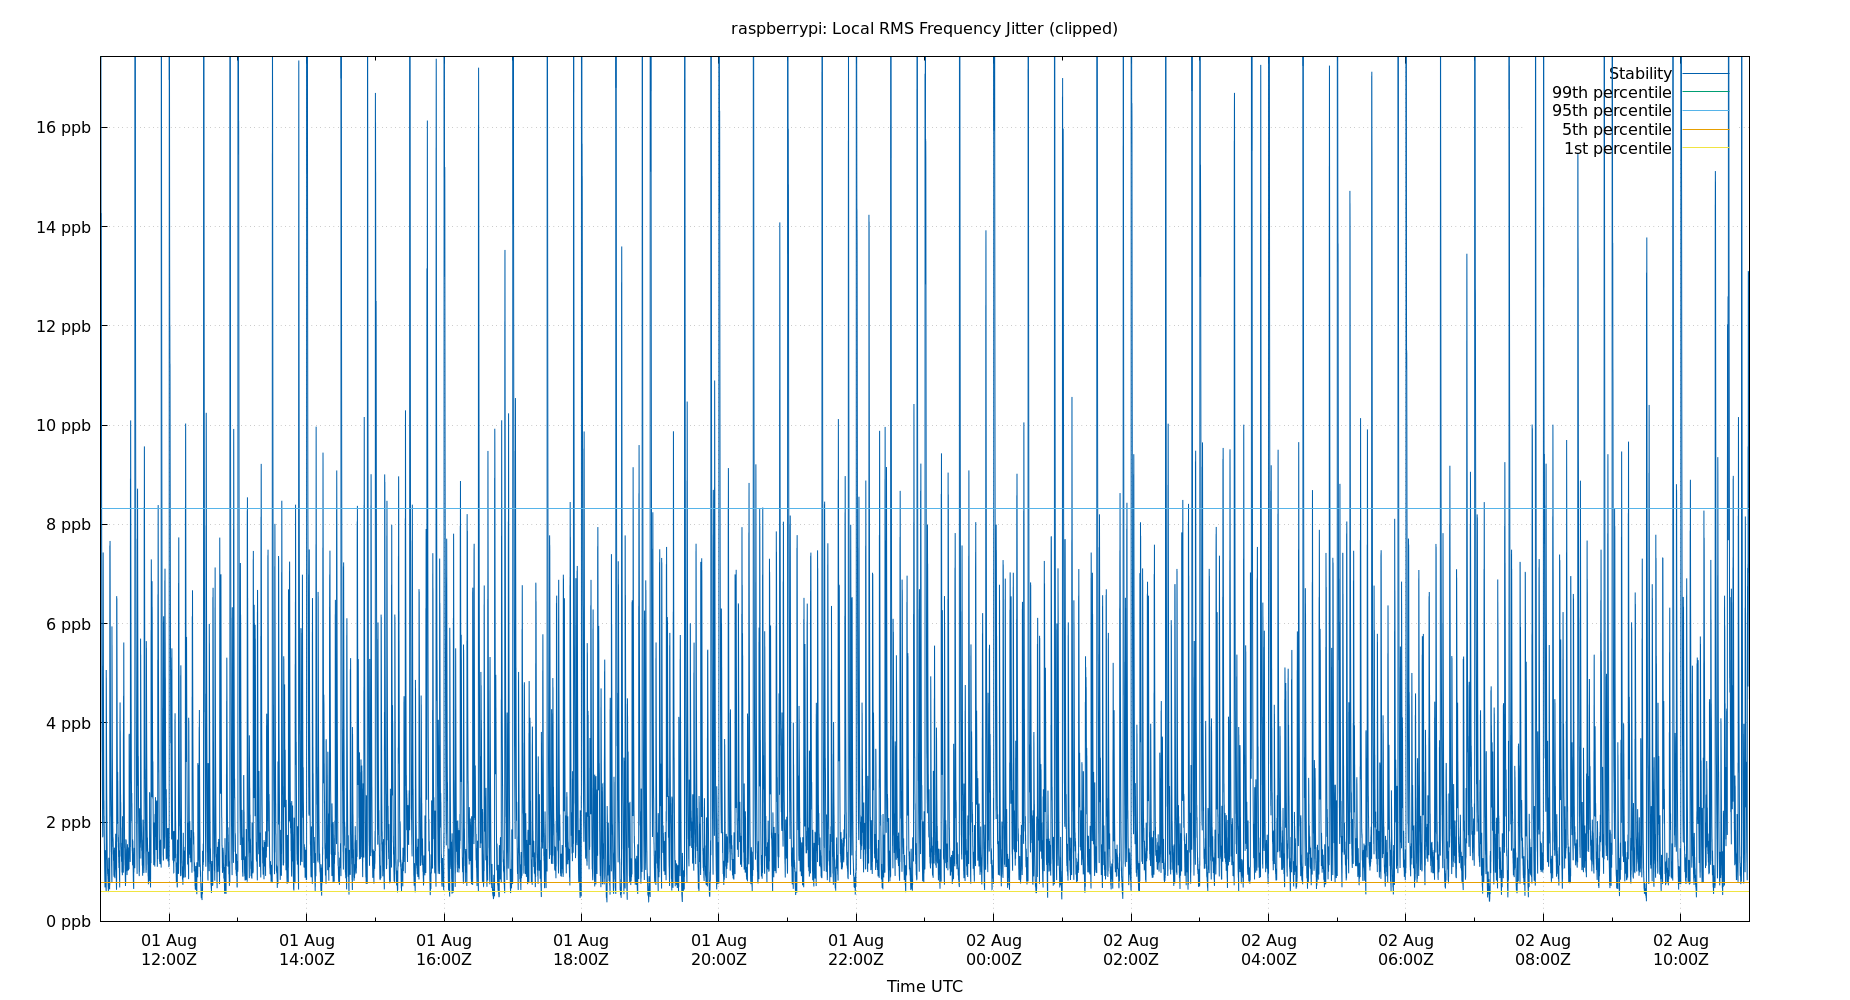 raspberrypi: Local RMS Frequency Jitter (clipped)
Stability
99th percentile
95th percentile
5th percentile
1st percentile
16 ppb
14 ppb
12 ppb
10 ppb
8 ppb
6 ppb
4 ppb
2 ppb
0 ppb
01 Aug 01 Aug 01 Aug 01 Aug 01 Aug 01 Aug 02 Aug 02 Aug 02 Aug 02 Aug 02 Aug 02 Aug
12:00Z 14:00Z 16:00Z 18:00Z 20:00Z 22:00Z 00:00Z 02:00Z 04:00Z 06:00Z 08:00Z 10:00Z
Time UTC